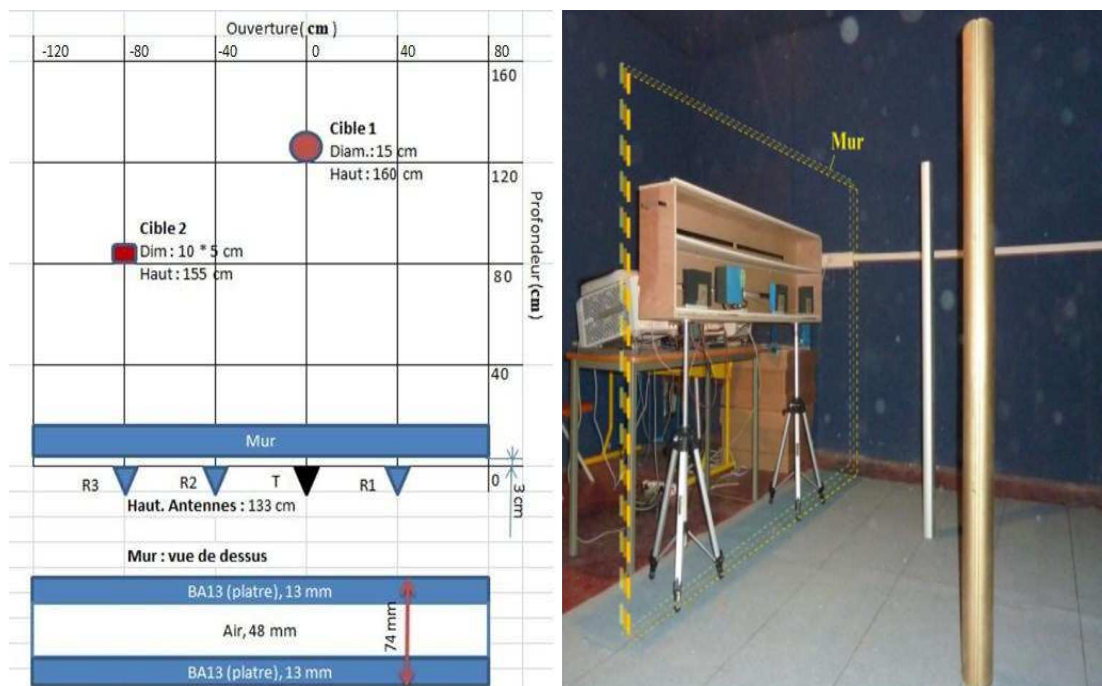 Ouverture(cm)
-120 -80 -40 0 40 80
160
Cible 1
Diam.:15 cm
Haut:160 cm
120
Cible 2
Dim : 10 * 5 cm
Haut:155 cm
80
Profondeur(cm)
40
Mur
R3 R2 T R1 0
3 cm
Haut. Antennes : 133 cm
Mur : vue de dessus
BA13 (platre), 13 mm
Air, 48 mm
74 mm
BA13 (platre), 13 mm
Mur